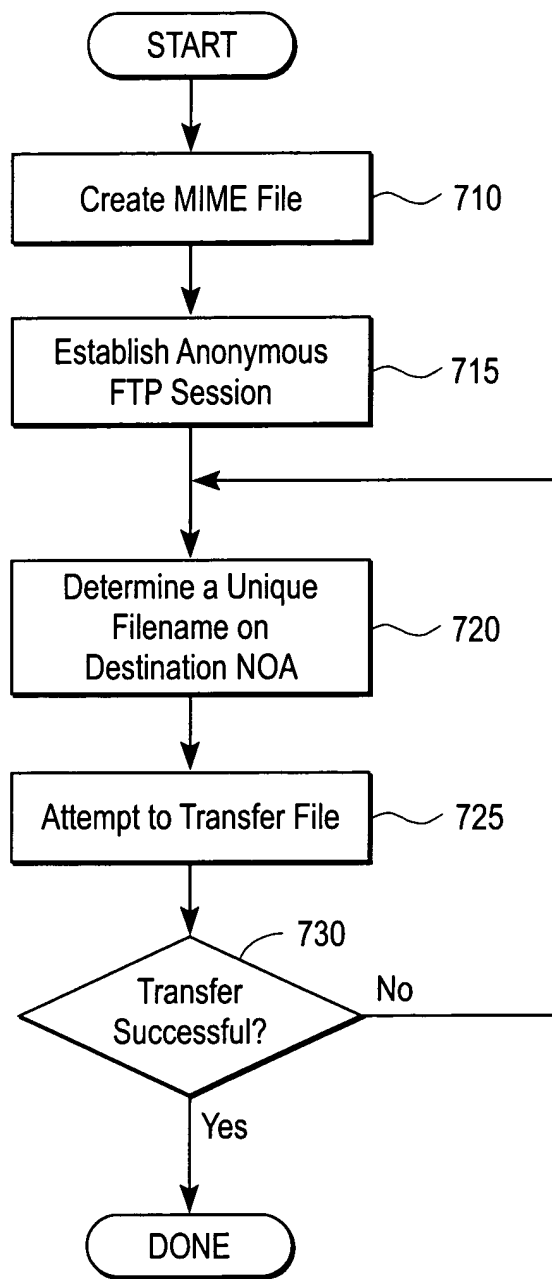 START
Create MIME File
710
Establish Anonymous
FTP Session
715
Determine a Unique
Filename on
Destination NOA
720
Attempt to Transfer File
725
730
Transfer
Successful?
No
Yes
DONE